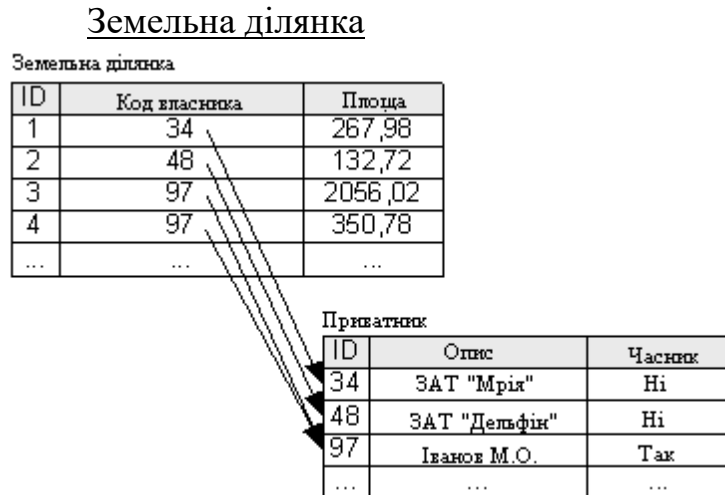 Земельна ділянка
Земельна ділянка
ID Код власника Площа
1 34 267,98
2 48 132,72
3 97 2056,02
4 97 350,78
... ... ...
Приватник
ID Опис Часник
34 ЗАТ "Мрія" Ні
48 ЗАТ "Дельфін" Ні
97 Іванов М.О. Так
... ... ...